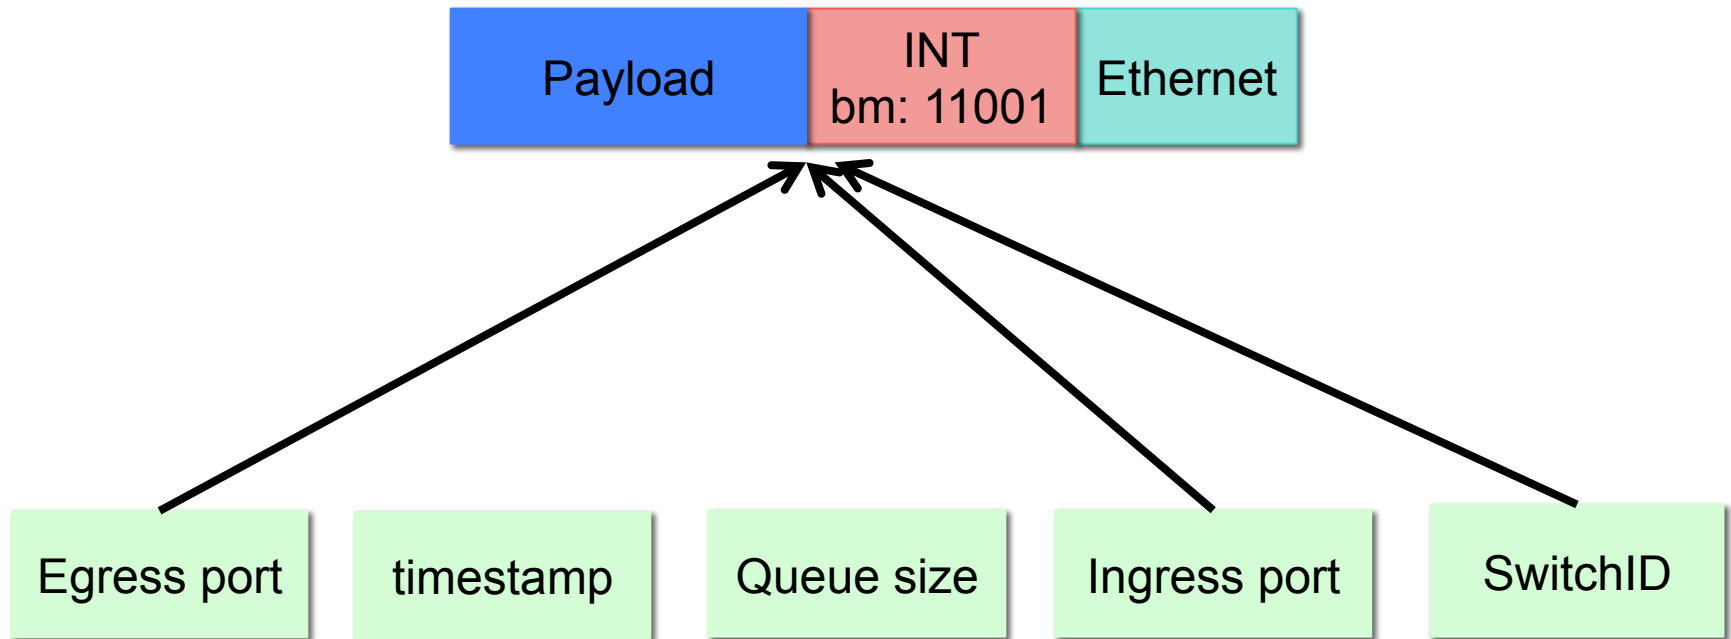 Payload
INT
bm: 11001
Ethernet
Egress port
timestamp
Queue size
Ingress port
SwitchID